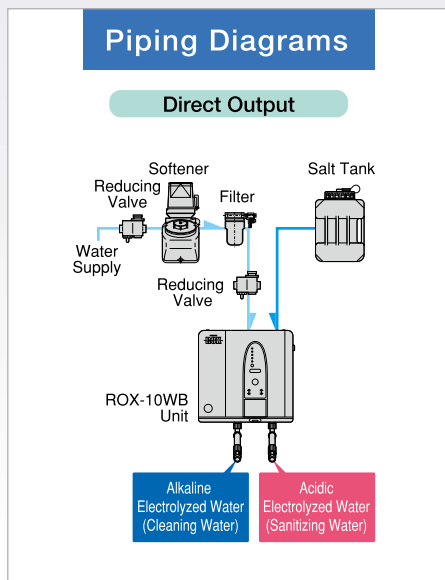 Piping Diagrams
Direct Output
Softener
Salt Tank
Reducing
Valve
Filter
Water
Supply
Reducing
Valve
ROX-10WB
Unit
Alkaline
Electrolyzed Water
(Cleaning Water)
Acidic
Electrolyzed Water
(Sanitizing Water)